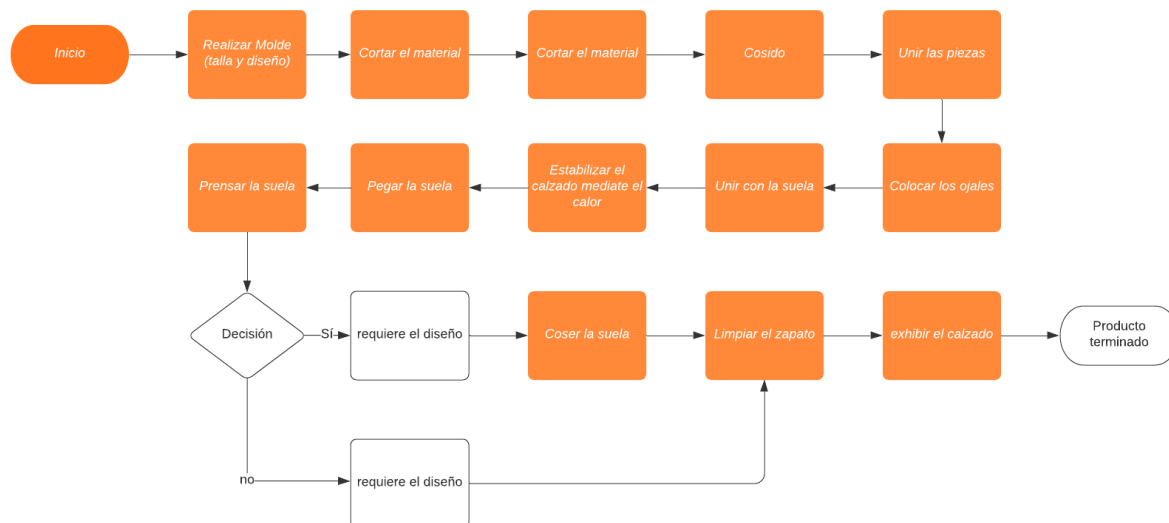 Inicio
Realizar Molde
(talla y diseño)
Cortar el material
Cortar el material
Cosido
Unir las piezas
Prensar la suela
Pegar la suela
Estabilizar el
calzado mediate el
calor
Unir con la suela
Colocar los ojales
Decisión
Sí
requiere el diseño
Coser la suela
Limpiar el zapato
exhibir el calzado
Producto
terminado
no
requiere el diseño